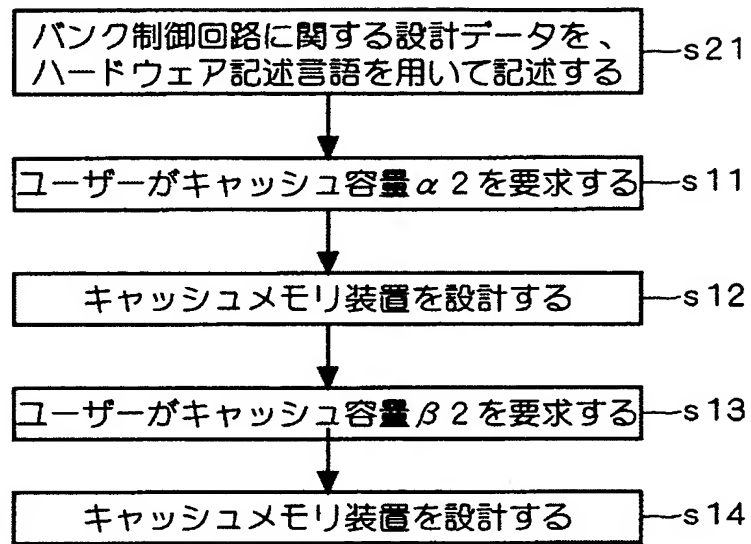 バンク制御回路に関する設計データを、
ハードウェア記述言語を用いて記述する
s21
ユーザーがキャッシュ容量α2を要求する
s11
キャッシュメモリ装置を設計する
s12
ユーザーがキャッシュ容量β2を要求する
s13
キャッシュメモリ装置を設計する
s14